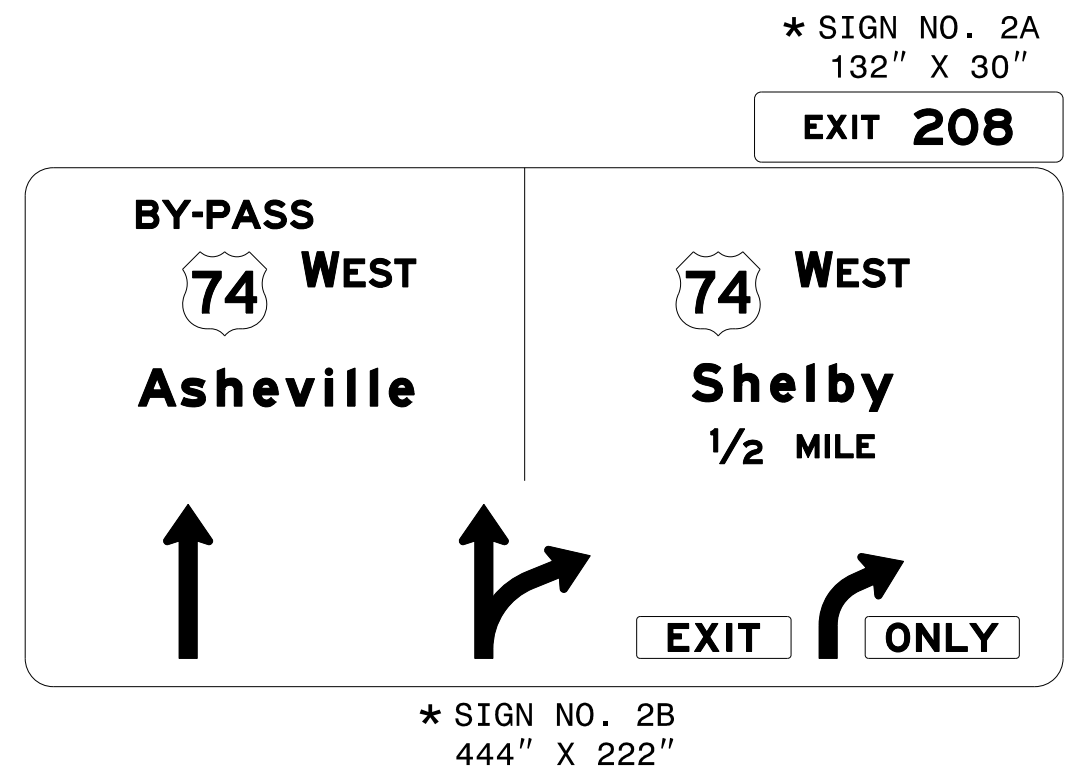 * SIGN NO. 2A
132" X 30"
EXIT 208
BY-PASS
74 WEST
Asheville
74 WEST
Shelby
1/2 MILE
EXIT ONLY
* SIGN NO. 2B
444" X 222"